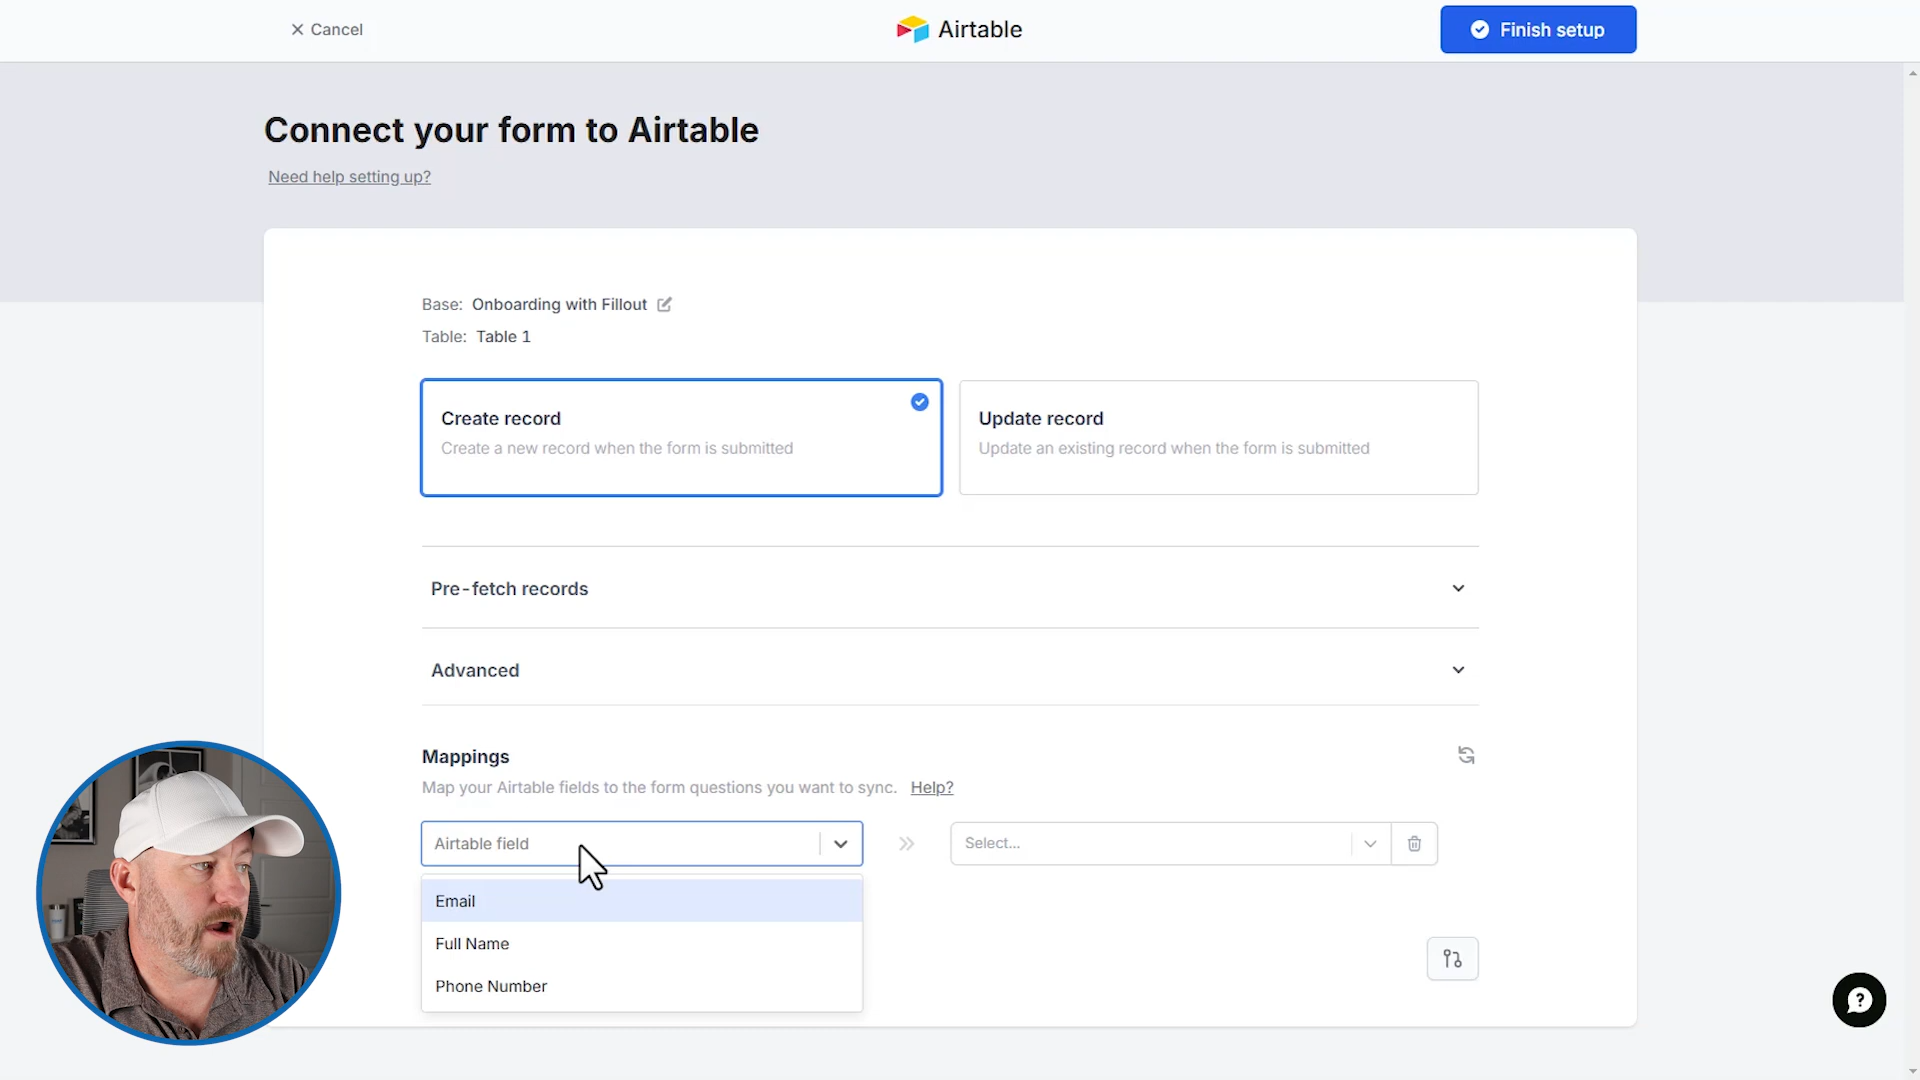 Cancel
Airtable
Finish setup
Connect your form to Airtable
Need help setting up?
Base: Onboarding with Fillout
Table: Table 1
Create record
Create a new record when the form is submitted
Update record
Update an existing record when the form is submitted
Pre-fetch records
Advanced
Mappings
Map your Airtable fields to the form questions you want to sync. Help?
Airtable field
Select...
Email
Full Name
Phone Number